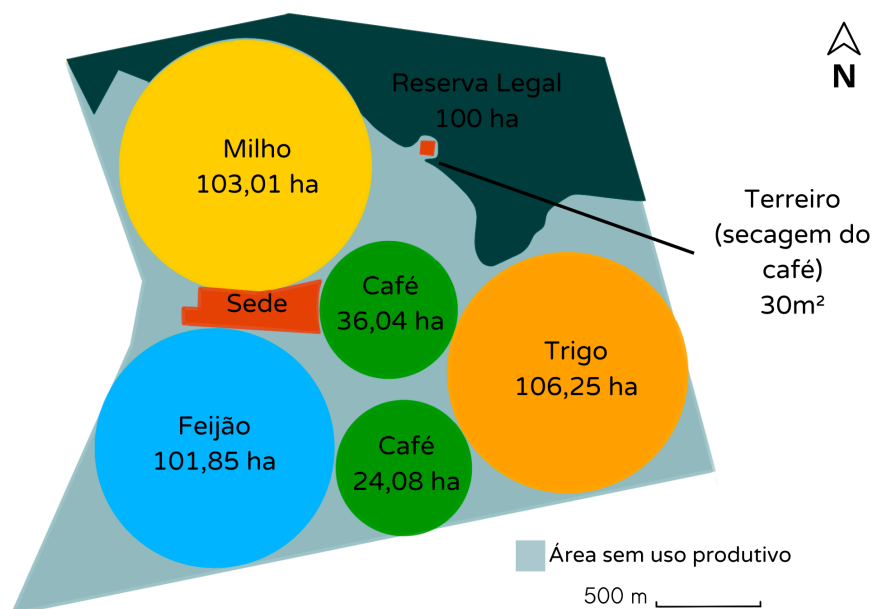 N
Reserva Legal
100 ha
Milho
103,01 ha
Terreiro
(secagem do
café)
30m²
Sede
Café
36,04 ha
Trigo
106,25 ha
Feijão
101,85 ha
Café
24,08 ha
Área sem uso produtivo
500 m